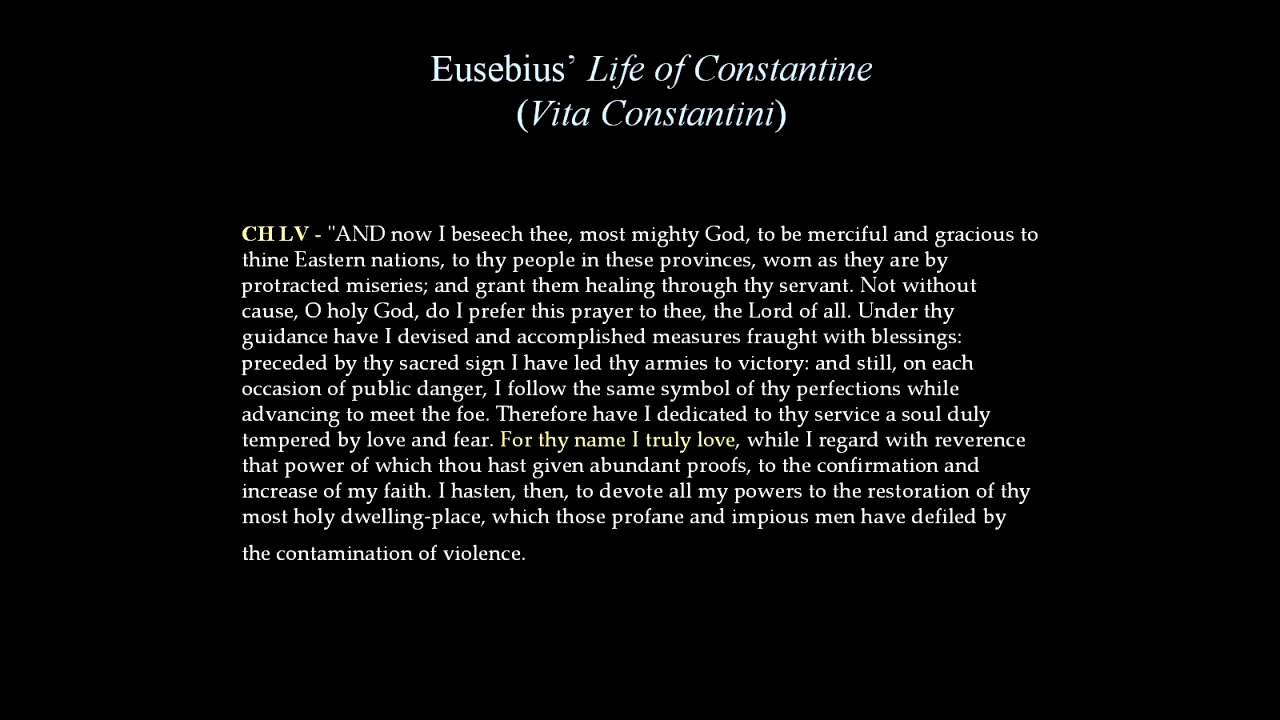 Eusebius’ Life of Constantine
(Vita Constantini)
CH LV - "AND now I beseech thee, most mighty God, to be merciful and gracious to
thine Eastern nations, to thy people in these provinces, worn as they are by
protracted miseries; and grant them healing through thy servant. Not without
cause, O holy God, do I prefer this prayer to thee, the Lord of all. Under thy
guidance have I devised and accomplished measures fraught with blessings:
preceded by thy sacred sign I have led thy armies to victory: and still, on each
occasion of public danger, I follow the same symbol of thy perfections while
advancing to meet the foe. Therefore have I dedicated to thy service a soul duly
tempered by love and fear. For thy name I truly love, while I regard with reverence
that power of which thou hast given abundant proofs, to the confirmation and
increase of my faith. I hasten, then, to devote all my powers to the restoration of thy
most holy dwelling-place, which those profane and impious men have defiled by
the contamination of violence.